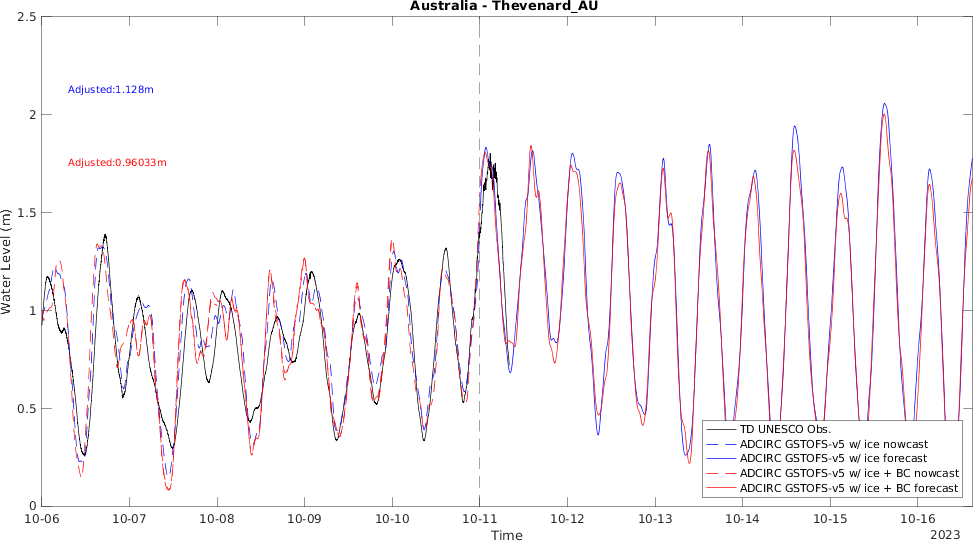 Australia - Thevenard_AU
Water Level (m)
2.5
2
1.5
1
0.5
0
Adjusted:1.128m
Adjusted:0.96033m
TD UNESCO Obs.
ADCIRC GSTOFS-v5 w/ ice nowcast
ADCIRC GSTOFS-v5 w/ ice forecast
ADCIRC GSTOFS-v5 w/ ice + BC nowcast
ADCIRC GSTOFS-v5 w/ ice + BC forecast
10-06 10-07 10-08 10-09 10-10 10-11 10-12 10-13 10-14 10-15 10-16
Time
2023